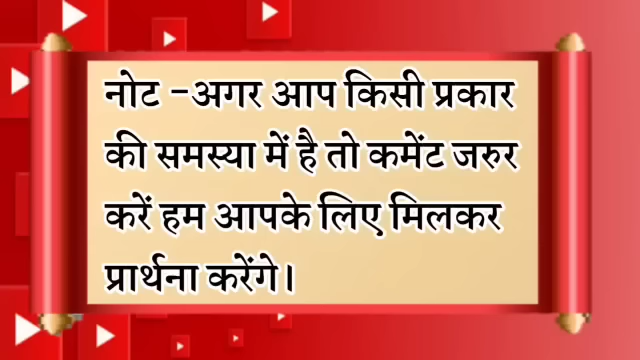 नोट -अगर आप किसी प्रकार
की समस्या में है तो कमेंट जरुर
करें हम आपके लिए मिलकर
प्रार्थना करेंगे।